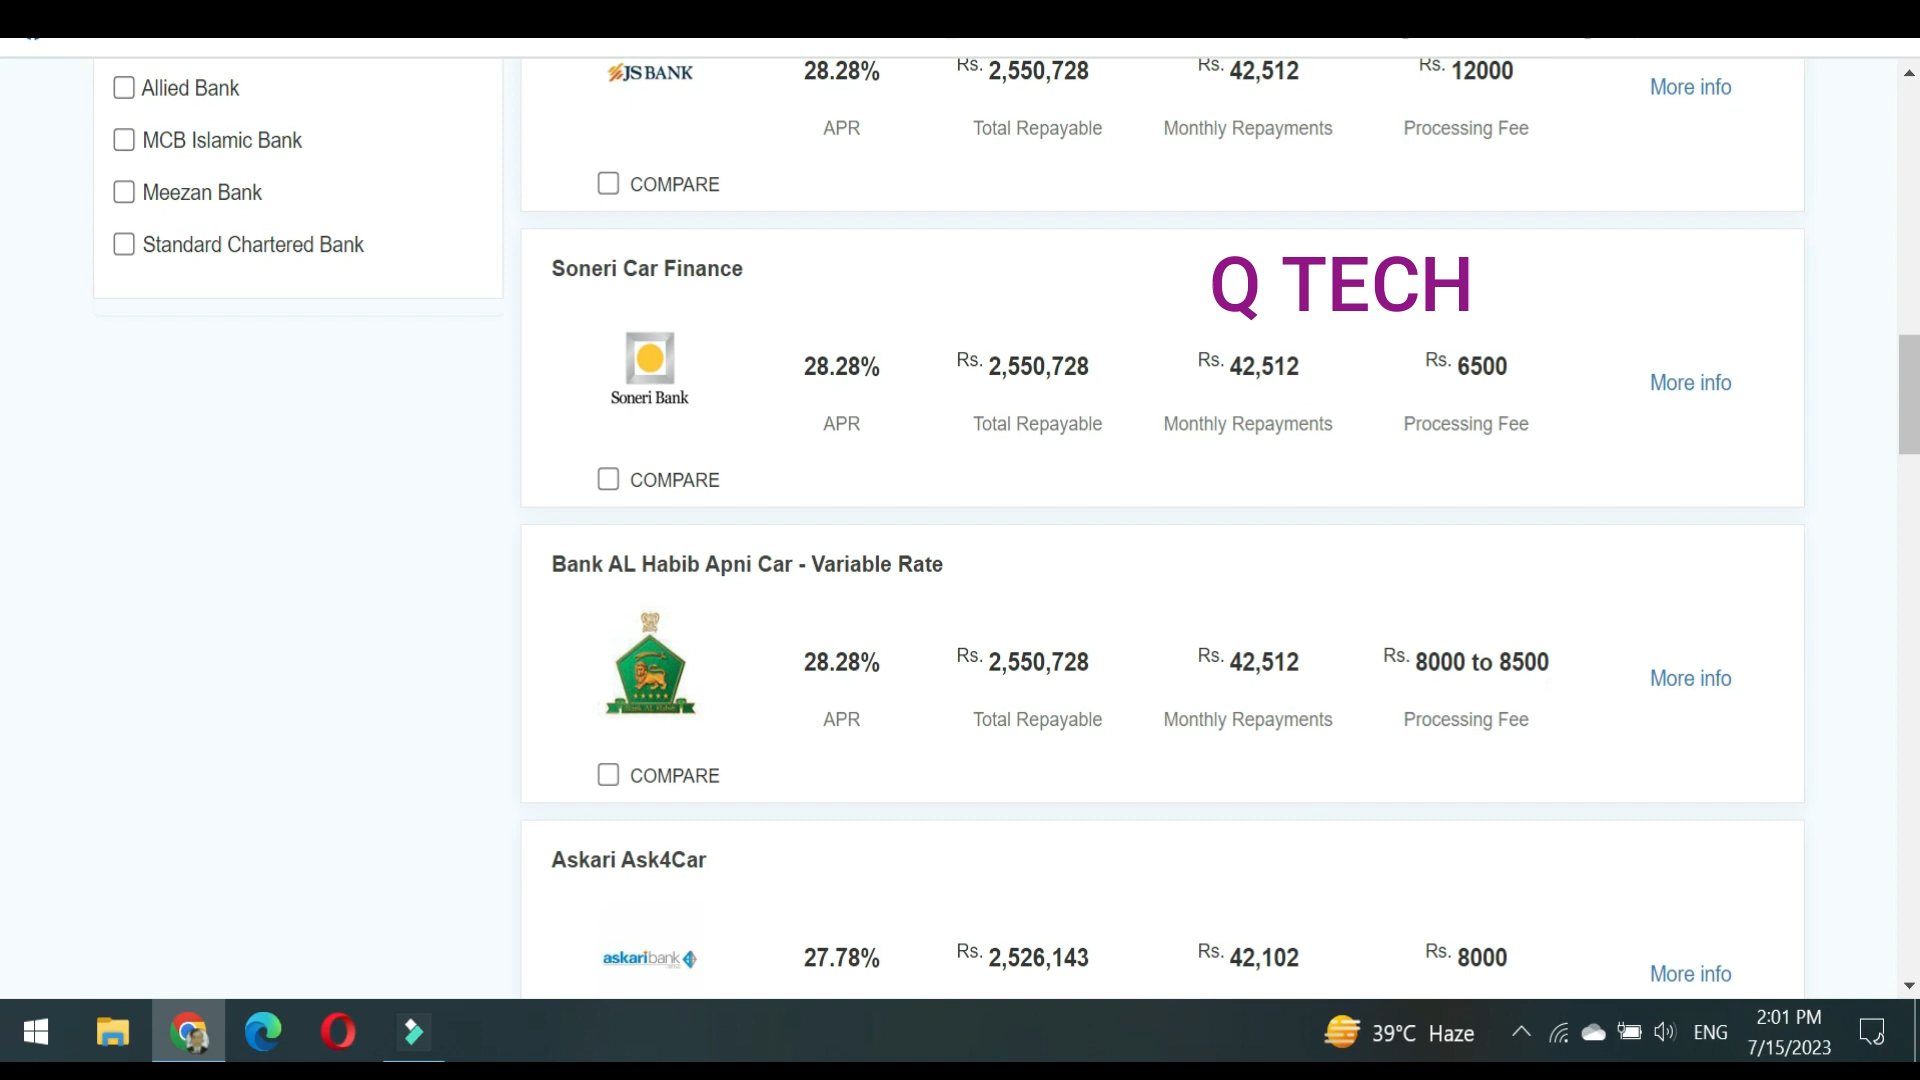 Allied Bank
MCB Islamic Bank
Meezan Bank
Standard Chartered Bank
JS BANK
28.28%
Rs. 2,550,728
Rs. 42,512
Rs. 12000
More info
APR
Total Repayable
Monthly Repayments
Processing Fee
COMPARE
Soneri Car Finance
Q TECH
Soneri Bank
28.28%
Rs. 2,550,728
Rs. 42,512
Rs. 6500
More info
APR
Total Repayable
Monthly Repayments
Processing Fee
COMPARE
Bank AL Habib Apni Car - Variable Rate
Bank AL Habib
28.28%
Rs. 2,550,728
Rs. 42,512
Rs. 8000 to 8500
More info
APR
Total Repayable
Monthly Repayments
Processing Fee
COMPARE
Askari Ask4Car
askaribank
27.78%
Rs. 2,526,143
Rs. 42,102
Rs. 8000
More info
39°C Haze
ENG
2:01 PM
7/15/2023